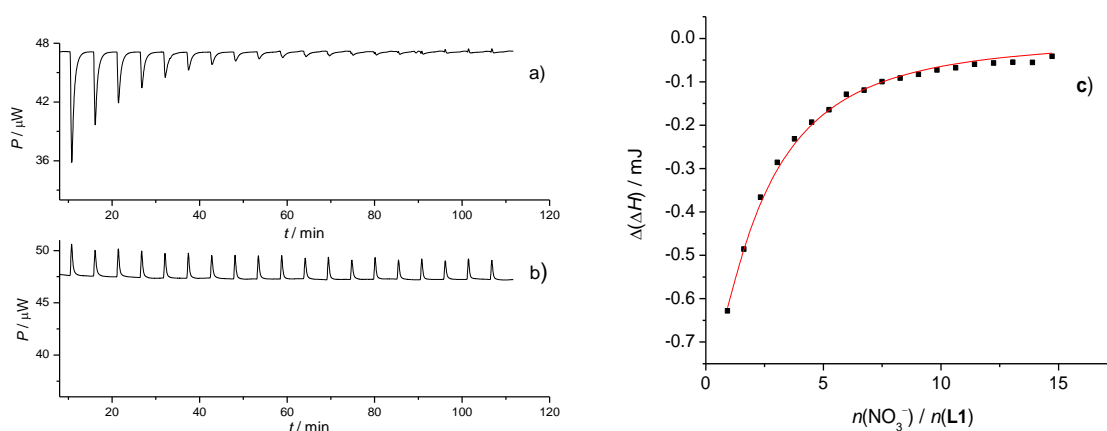 48
42
36
P / μW
a)
20 40 60 80 100 120
t / min
50
45
40
P / μW
b)
20 40 60 80 100 120
t / min
0.0
-0.1
-0.2
-0.3
-0.4
-0.5
-0.6
-0.7
Δ(ΔH) / mJ
c)
0 5 10 15
n(NO₃⁻) / n(L1)